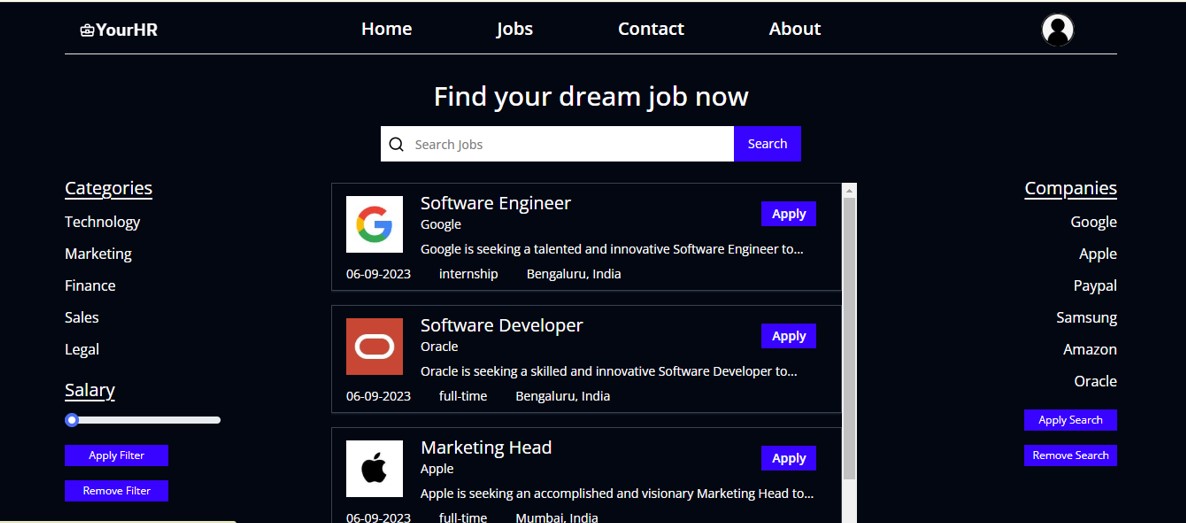 YourHR
Home Jobs Contact About
Find your dream job now
Search Jobs Search
Categories
Technology
Marketing
Finance
Sales
Legal
Salary
Apply Filter
Remove Filter
Software Engineer
Google
Apply
Google is seeking a talented and innovative Software Engineer to...
06-09-2023 internship Bengaluru, India
Software Developer
Oracle
Apply
Oracle is seeking a skilled and innovative Software Developer to...
06-09-2023 full-time Bengaluru, India
Marketing Head
Apple
Apply
Apple is seeking an accomplished and visionary Marketing Head to...
06-09-2023 full-time Mumbai, India
Companies
Google
Apple
Paypal
Samsung
Amazon
Oracle
Apply Search
Remove Search